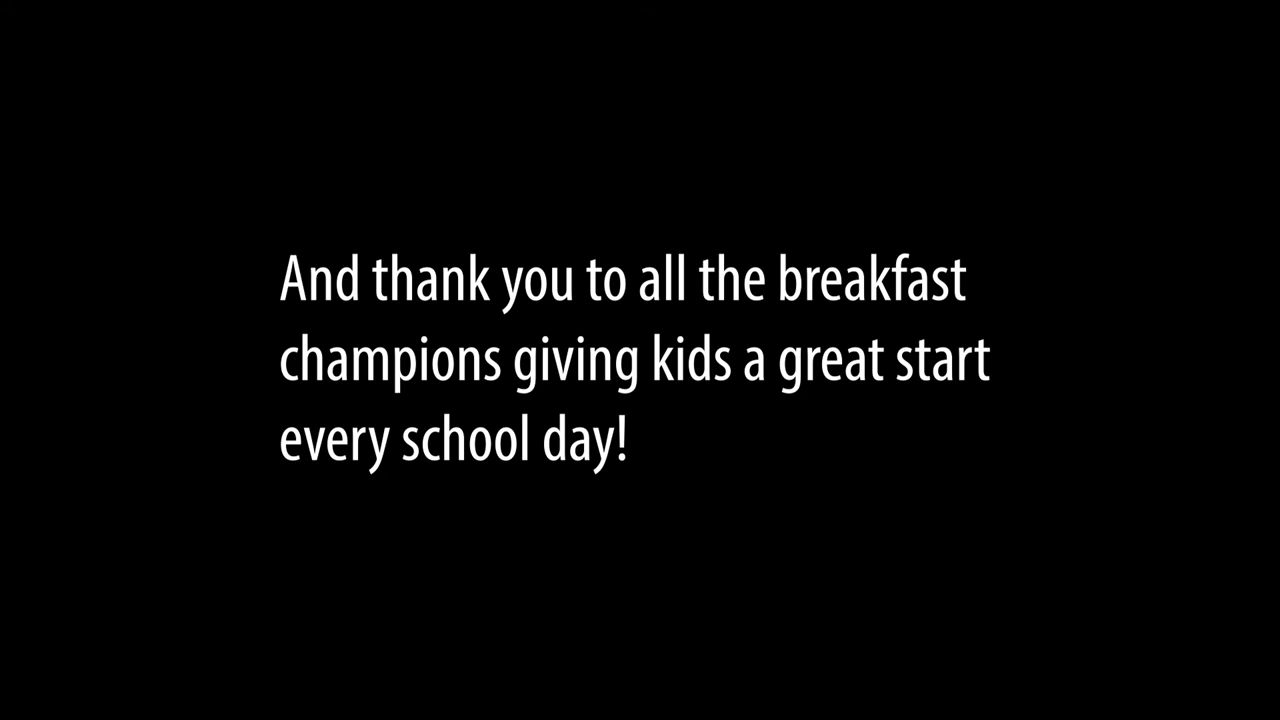 And thank you to all the breakfast
champions giving kids a great start
every school day!